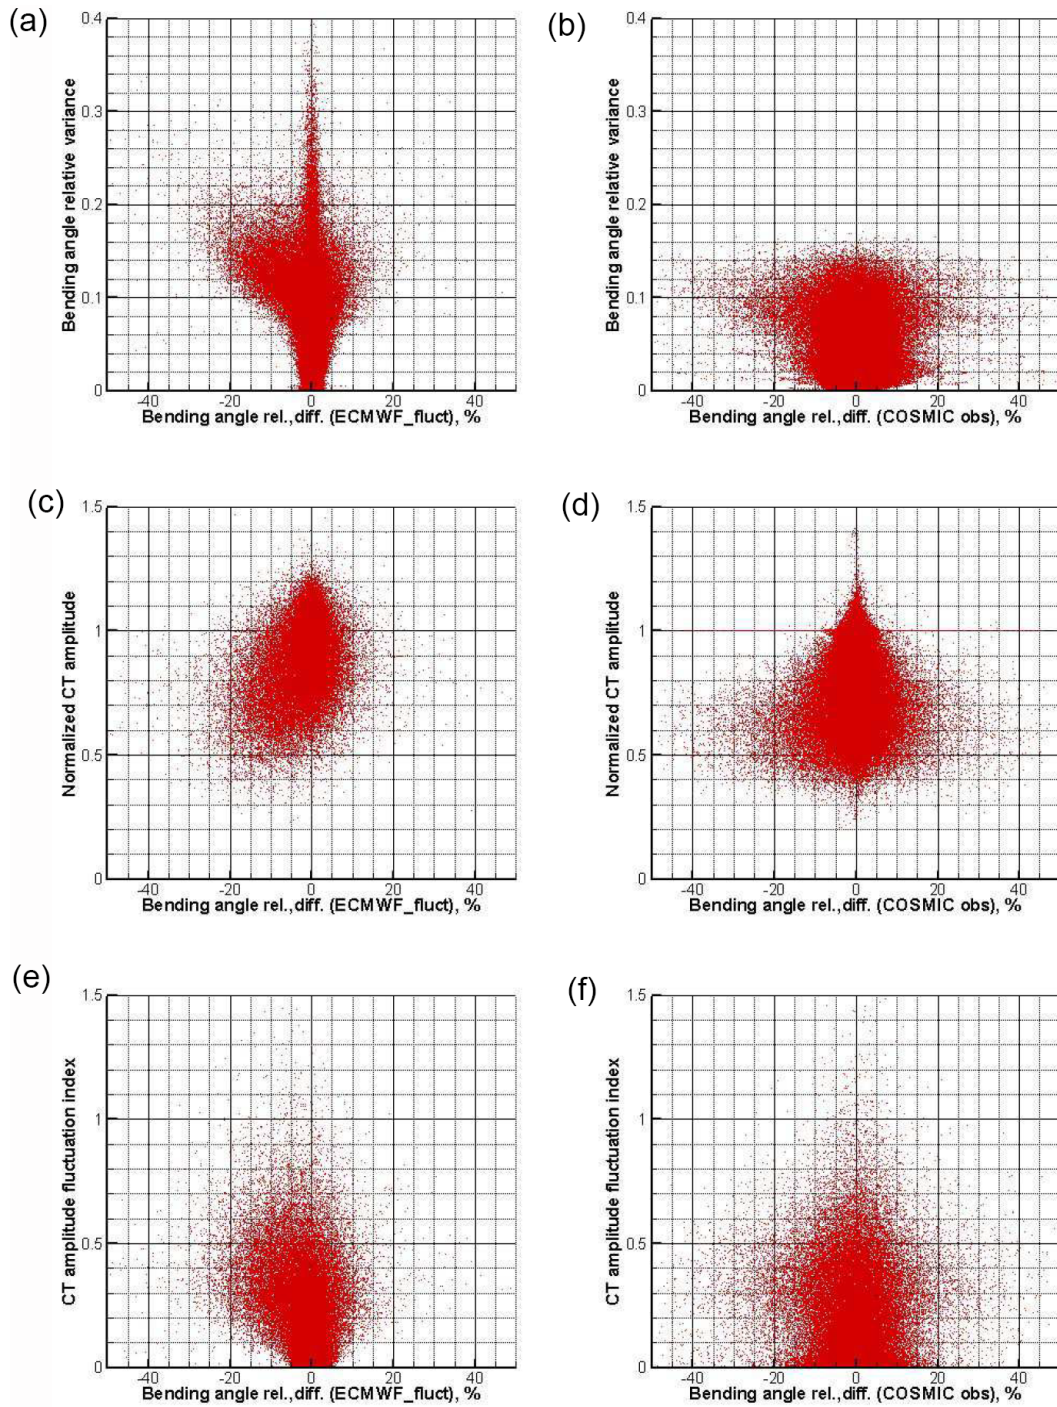 (a)
(b)
0.4
0.3
0.2
0.1
0
Bending angle relative variance
-40 -20 0 20 40
Bending angle rel.,diff. (ECMWF_fluct), %
0.4
0.3
0.2
0.1
0
Bending angle relative variance
-40 -20 0 20 40
Bending angle rel.,diff. (COSMIC obs), %
(c)
(d)
1.5
1
0.5
0
Normalized CT amplitude
-40 -20 0 20 40
Bending angle rel.,diff. (ECMWF_fluct), %
1.5
1
0.5
0
Normalized CT amplitude
-40 -20 0 20 40
Bending angle rel.,diff. (COSMIC obs), %
(e)
(f)
1.5
1
0.5
0
CT amplitude fluctuation index
-40 -20 0 20 40
Bending angle rel.,diff. (ECMWF_fluct), %
1.5
1
0.5
0
CT amplitude fluctuation index
-40 -20 0 20 40
Bending angle rel.,diff. (COSMIC obs), %